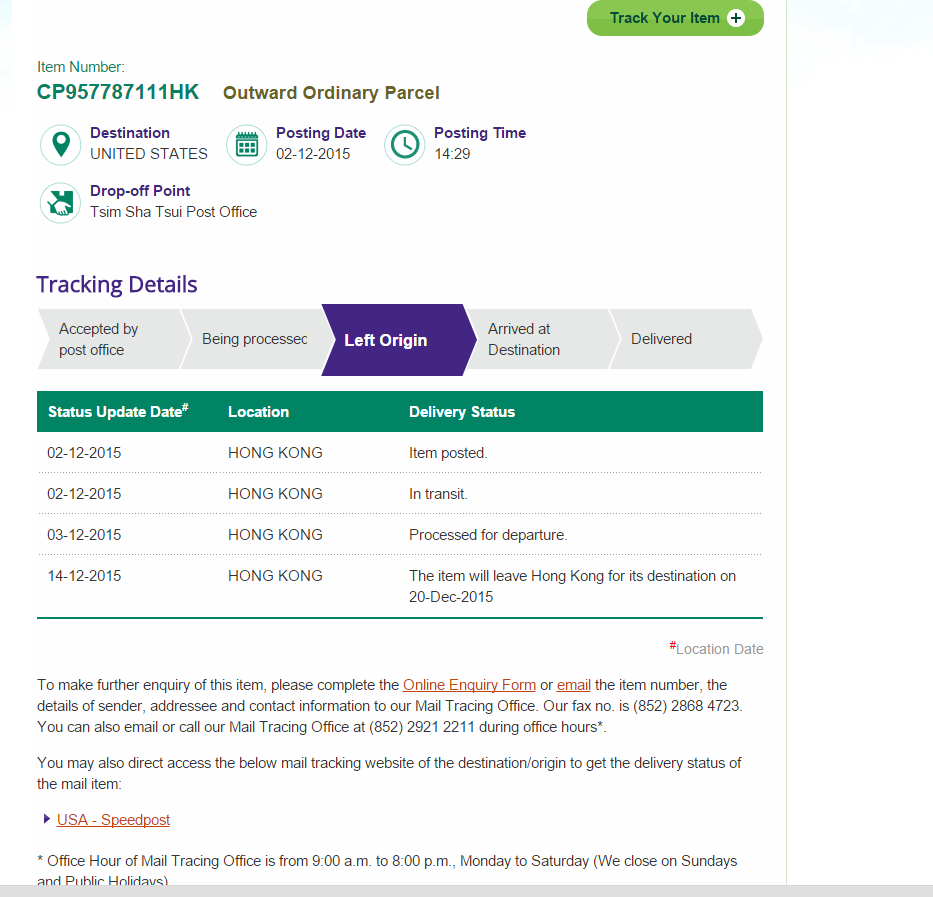 Track Your Item
Item Number:
CP957787111HK Outward Ordinary Parcel
Destination
UNITED STATES
Posting Date
02-12-2015
Posting Time
14:29
Drop-off Point
Tsim Sha Tsui Post Office
Tracking Details
Accepted by
post office
Being processed
Left Origin
Arrived at
Destination
Delivered
Status Update Date# Location Delivery Status
02-12-2015 HONG KONG Item posted.
02-12-2015 HONG KONG In transit.
03-12-2015 HONG KONG Processed for departure.
14-12-2015 HONG KONG The item will leave Hong Kong for its destination on
20-Dec-2015
#Location Date
To make further enquiry of this item, please complete the Online Enquiry Form or email the item number, the
details of sender, addressee and contact information to our Mail Tracing Office. Our fax no. is (852) 2868 4723.
You can also email or call our Mail Tracing Office at (852) 2921 2211 during office hours*.
You may also direct access the below mail tracking website of the destination/origin to get the delivery status of
the mail item:
USA - Speedpost
* Office Hour of Mail Tracing Office is from 9:00 a.m. to 8:00 p.m., Monday to Saturday (We close on Sundays
and Public Holidays)